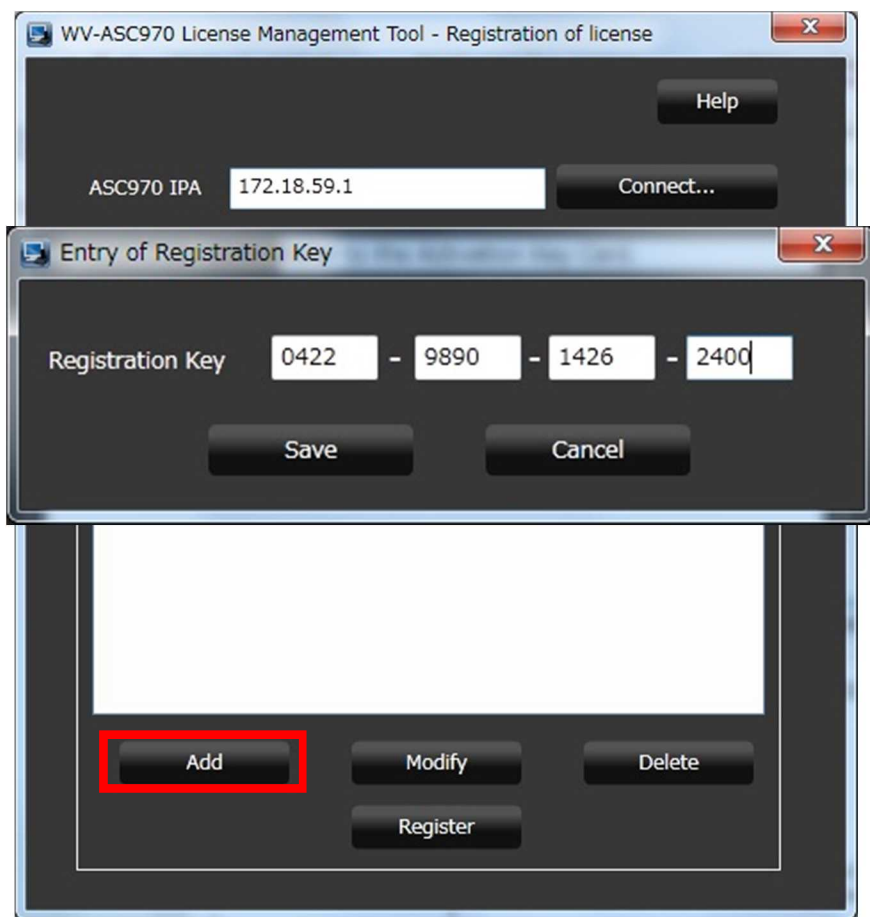 WV-ASC970 License Management Tool - Registration of license
Help
ASC970 IPA 172.18.59.1 Connect...
Entry of Registration Key
Registration Key 0422 - 9890 - 1426 - 2400
Save Cancel
Add Modify Delete
Register